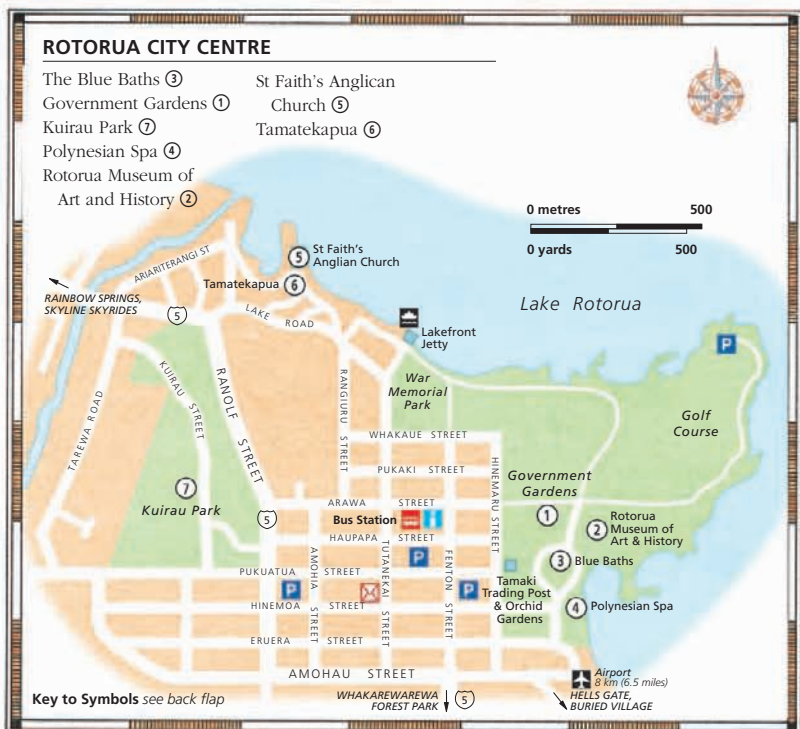 ROTORUA CITY CENTRE
The Blue Baths ③
Government Gardens ①
Kuirau Park ⑦
Polynesian Spa ④
Rotorua Museum of
Art and History ②
St Faith's Anglican
Church ⑤
Tamatekapua ⑥
0 metres 500
0 yards 500
ARIARITERANGI ST
⑤ St Faith's
Anglian Church
Tamatekapua ⑥
RAINBOW SPRINGS,
SKYLINE SKYRIDES
5
LAKE ROAD
Lake Rotorua
Lakefront
Jetty
P
TAREWA ROAD
KUIRAU STREET
RANOLF STREET
RANGIURU STREET
War
Memorial
Park
Golf
Course
WHAKAUE STREET
PUKAKI STREET
HINEMARU STREET
Government
Gardens
①
⑦
Kuirau Park
ARAWA STREET
5
Bus Station
i
② Rotorua
Museum of
Art & History
HAUPAPA STREET
P
③ Blue Baths
AMOHIA STREET
TUTANEKAI STREET
FENTON STREET
PUKUATUA STREET
P
P
Tamaki
Trading Post
& Orchid
Gardens
④ Polynesian Spa
HINEMOA STREET
ERUERA STREET
AMOHAU STREET
Airport
8 km (6.5 miles)
Key to Symbols see back flap
WHAKAREWAREWA
FOREST PARK
5
HELLS GATE,
BURIED VILLAGE